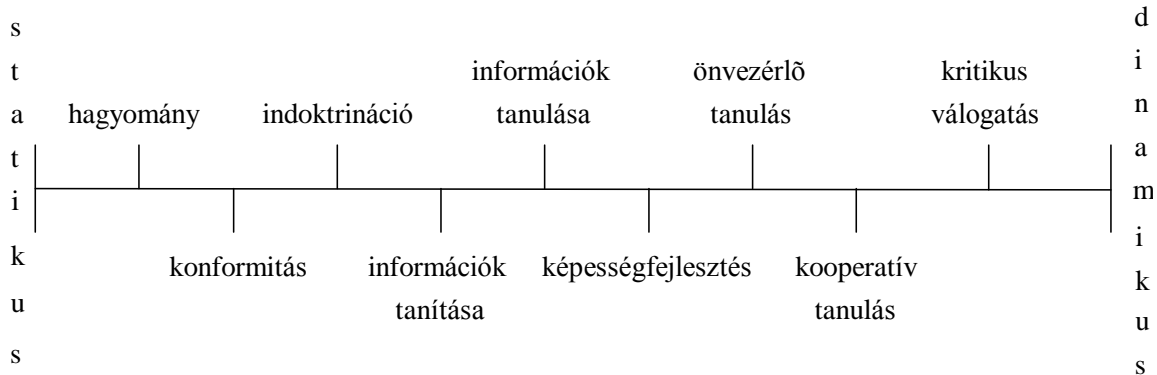 statikus
információk
tanulása
önvezérlõ
tanulás
kritikus
válogatás
hagyomány
indoktrináció
konformitás
információk
tanítása
képességfejlesztés
kooperatív
tanulás
dinamikus